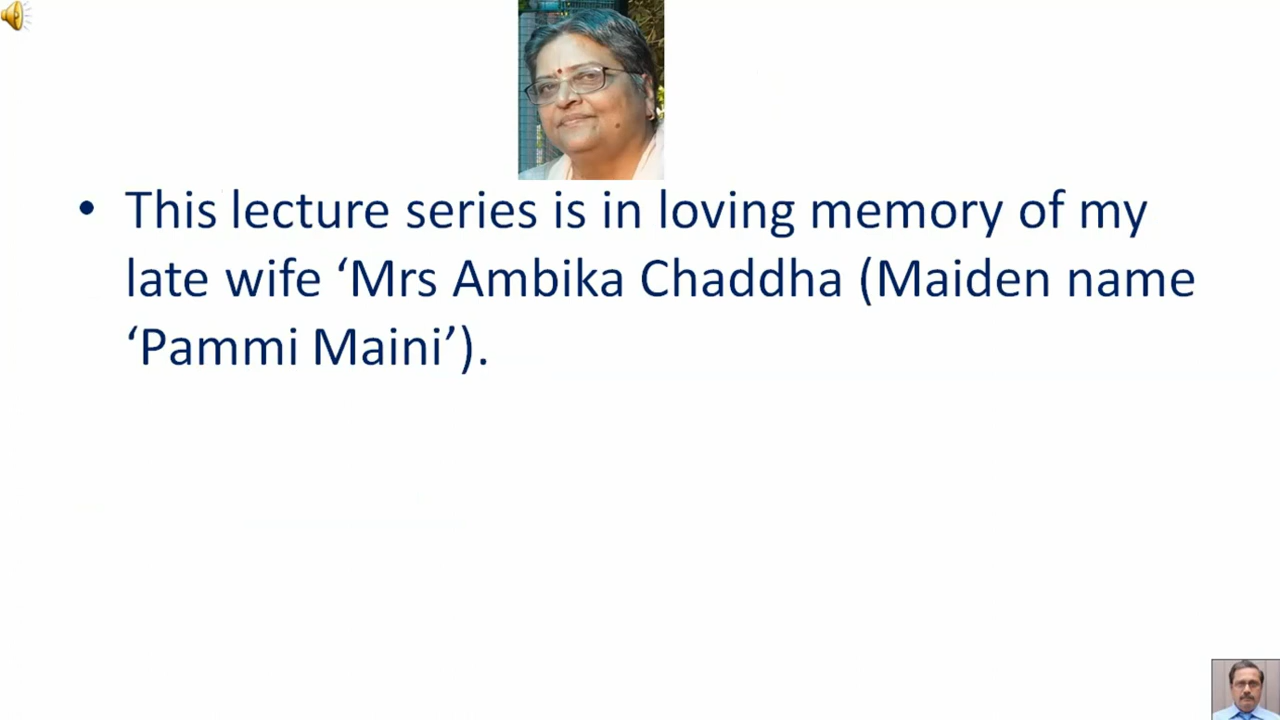 • This lecture series is in loving memory of my
late wife ‘Mrs Ambika Chaddha (Maiden name
‘Pammi Maini’).